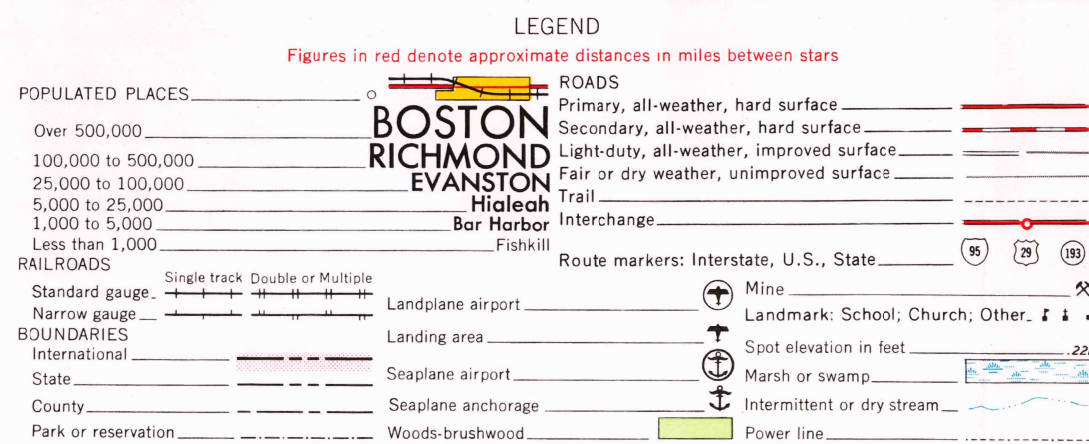 LEGEND
Figures in red denote approximate distances in miles between stars
POPULATED PLACES
Over 500,000 BOSTON
100,000 to 500,000 RICHMOND
25,000 to 100,000 EVANSTON
5,000 to 25,000 Hialeah
1,000 to 5,000 Bar Harbor
Less than 1,000 Fishkill
RAILROADS
Single track Double or Multiple
Standard gauge
Narrow gauge
BOUNDARIES
International
State
County
Park or reservation
Landplane airport
Landing area
Seaplane airport
Seaplane anchorage
Woods-brushwood
ROADS
Primary, all-weather, hard surface
Secondary, all-weather, hard surface
Light-duty, all-weather, improved surface
Fair or dry weather, unimproved surface
Trail
Interchange
Route markers: Interstate, U.S., State 95 29 193
Mine
Landmark: School; Church; Other
Spot elevation in feet
Marsh or swamp
Intermittent or dry stream
Power line